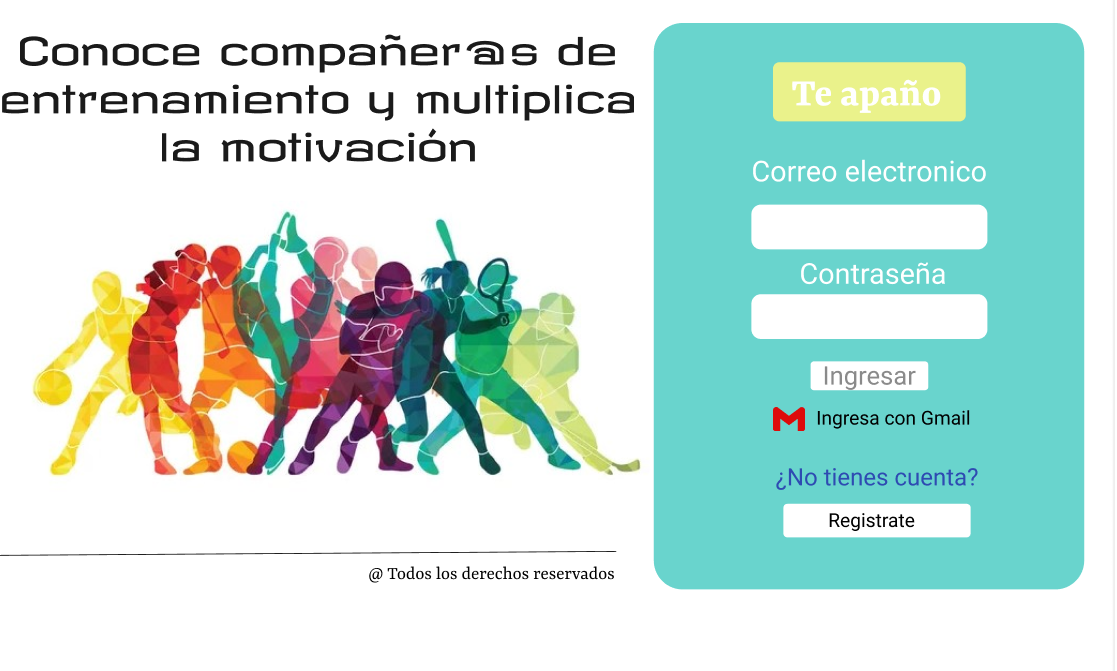 Conoce compañer@s de
entrenamiento y multiplica
la motivación
@ Todos los derechos reservados
Te apaño
Correo electronico
Contraseña
Ingresar
Ingresa con Gmail
¿No tienes cuenta?
Registrate